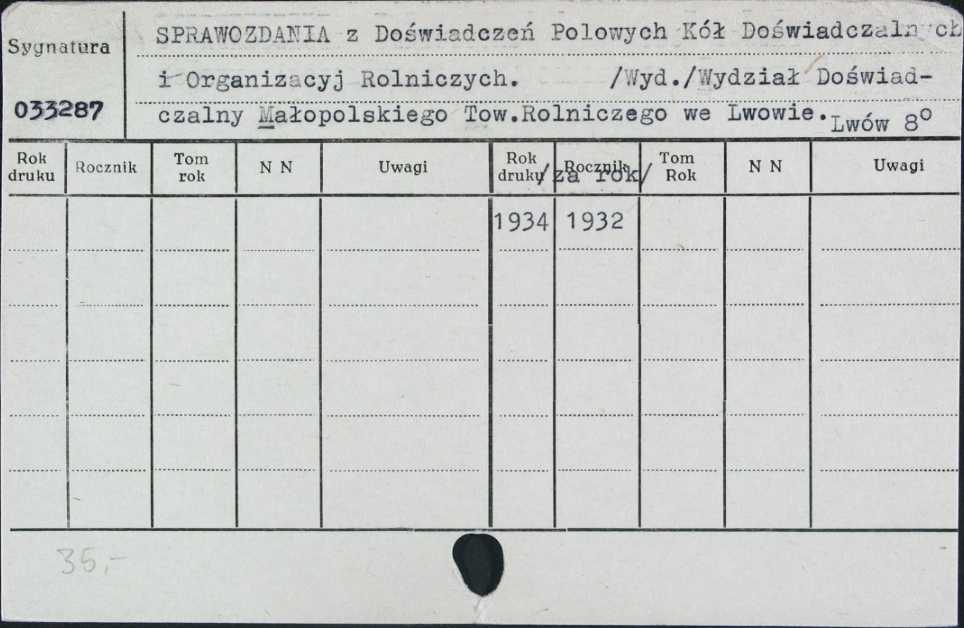 Sygnatura
033287
SPRAWOZDANIA z Doświadczeń Polowych Kół Doświadczalnych
i Organizacyj Rolniczych. /Wyd./Wydział Doświad-
czalny Małopolskiego Tow.Rolniczego we Lwowie.
Lwów 8°
Rok druku Rocznik Tom rok N N Uwagi Rok druku Rocznik Tom Rok N N Uwagi
/za rok/
1934 1932
35,-